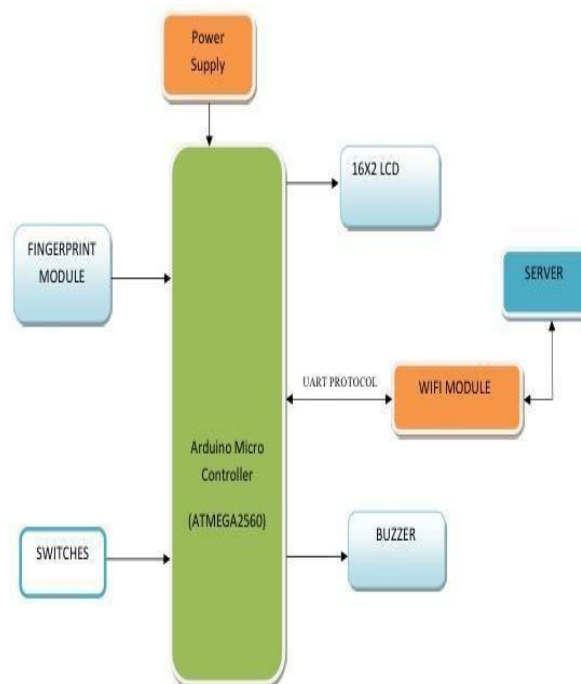 Power
Supply
16X2 LCD
FINGERPRINT
MODULE
SERVER
UART PROTOCOL
WIFI MODULE
Arduino Micro
Controller
(ATMEGA2560)
BUZZER
SWITCHES